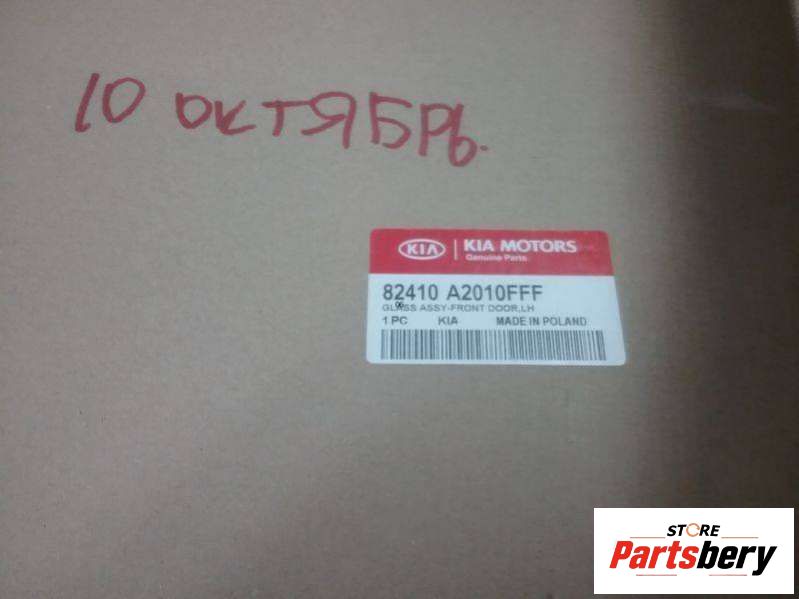 10 ОКТЯБРЬ.
KIA KIA MOTORS
Genuine Parts.
82410 A2010FFF
GLASS ASSY-FRONT DOOR,LH
1 PC KIA MADE IN POLAND
STORE
Partsbery